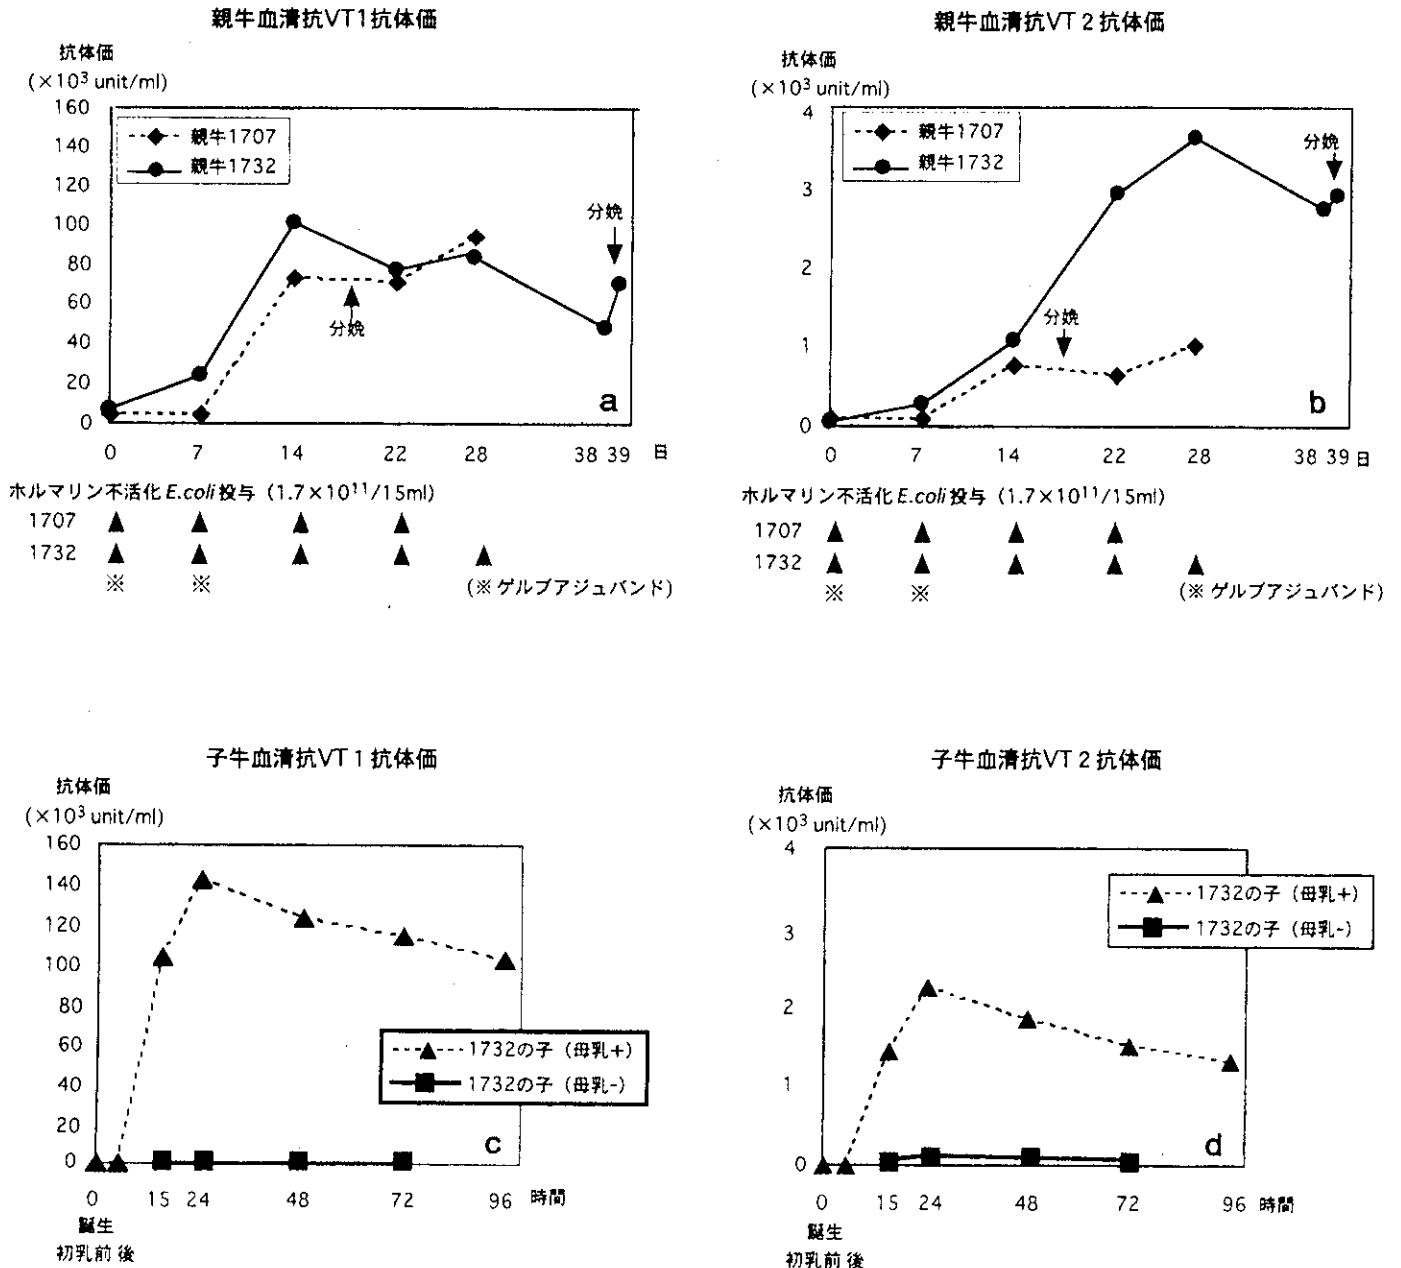 親牛血清抗VT1抗体価
抗体価
(×10³ unit/ml)
160
140
120
100
80
60
40
20
0
親牛1707
親牛1732
分娩
分娩
a
0 7 14 22 28 38 39 日
ホルマリン不活化 E.coli 投与（1.7×10¹¹/15ml)
1707 ▲ ▲ ▲ ▲
1732 ▲ ▲ ▲ ▲ ▲
※ ※ (※ ゲルブアジュバンド)
親牛血清抗VT 2 抗体価
抗体価
(×10³ unit/ml)
4
3
2
1
0
親牛1707
親牛1732
分娩
分娩
b
0 7 14 22 28 38 39 日
ホルマリン不活化 E.coli 投与（1.7×10¹¹/15ml)
1707 ▲ ▲ ▲ ▲
1732 ▲ ▲ ▲ ▲ ▲
※ ※ (※ ゲルブアジュバンド)
子牛血清抗VT 1 抗体価
抗体価
(×10³ unit/ml)
160
140
120
100
80
60
40
20
0
1732の子（母乳+)
1732の子（母乳-)
c
0 15 24 48 72 96 時間
誕生
初乳前 後
子牛血清抗VT 2 抗体価
抗体価
(×10³ unit/ml)
4
3
2
1
0
1732の子（母乳+)
1732の子（母乳-)
d
0 15 24 48 72 96 時間
誕生
初乳前 後